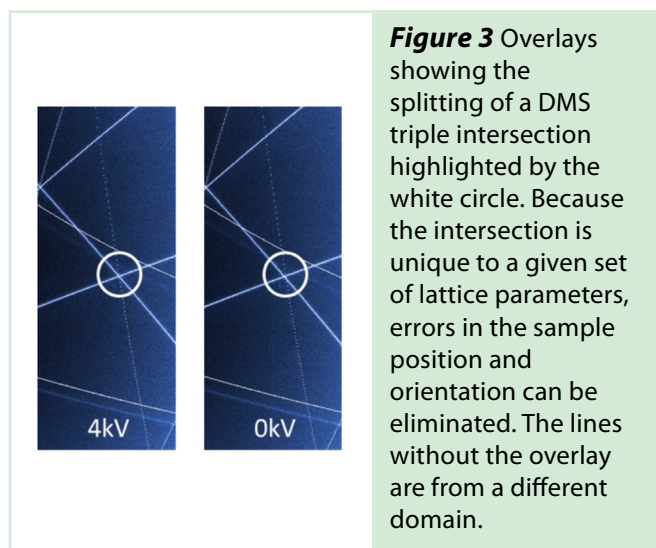 4kV
0kV
Figure 3 Overlays
showing the
splitting of a DMS
triple intersection
highlighted by the
white circle. Because
the intersection is
unique to a given set
of lattice parameters,
errors in the sample
position and
orientation can be
eliminated. The lines
without the overlay
are from a different
domain.